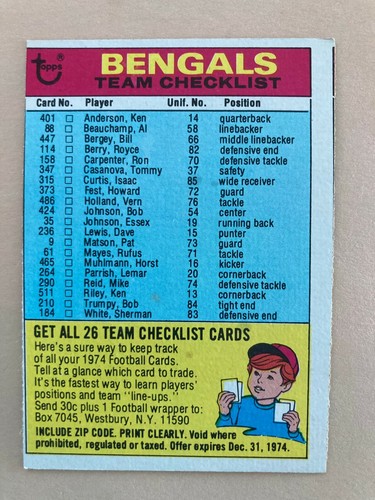 Topps ®
BENGALS
TEAM CHECKLIST
Card No. Player Unif. No. Position
401 □ Anderson, Ken 14 quarterback
88 □ Beauchamp, Al 58 linebacker
447 □ Bergey, Bill 66 middle linebacker
114 □ Berry, Royce 82 defensive end
158 □ Carpenter, Ron 70 defensive tackle
347 □ Casanova, Tommy 37 safety
315 □ Curtis, Isaac 85 wide receiver
373 □ Fest, Howard 72 guard
486 □ Holland, Vern 76 tackle
424 □ Johnson, Bob 54 center
35 □ Johnson, Essex 19 running back
236 □ Lewis, Dave 15 punter
9 □ Matson, Pat 73 guard
61 □ Mayes, Rufus 71 tackle
465 □ Muhlmann, Horst 16 kicker
264 □ Parrish, Lemar 20 cornerback
290 □ Reid, Mike 74 defensive tackle
511 □ Riley, Ken 13 cornerback
210 □ Trumpy, Bob 84 tight end
184 □ White, Sherman 83 defensive end
GET ALL 26 TEAM CHECKLIST CARDS
Here's a sure way to keep track
of all your 1974 Football Cards.
Tell at a glance which card to trade.
It's the fastest way to learn players'
positions and team "line-ups."
Send 30c plus 1 Football wrapper to:
Box 7045, Westbury, N.Y. 11590
INCLUDE ZIP CODE. PRINT CLEARLY. Void where
prohibited, regulated or taxed. Offer expires Dec. 31, 1974.